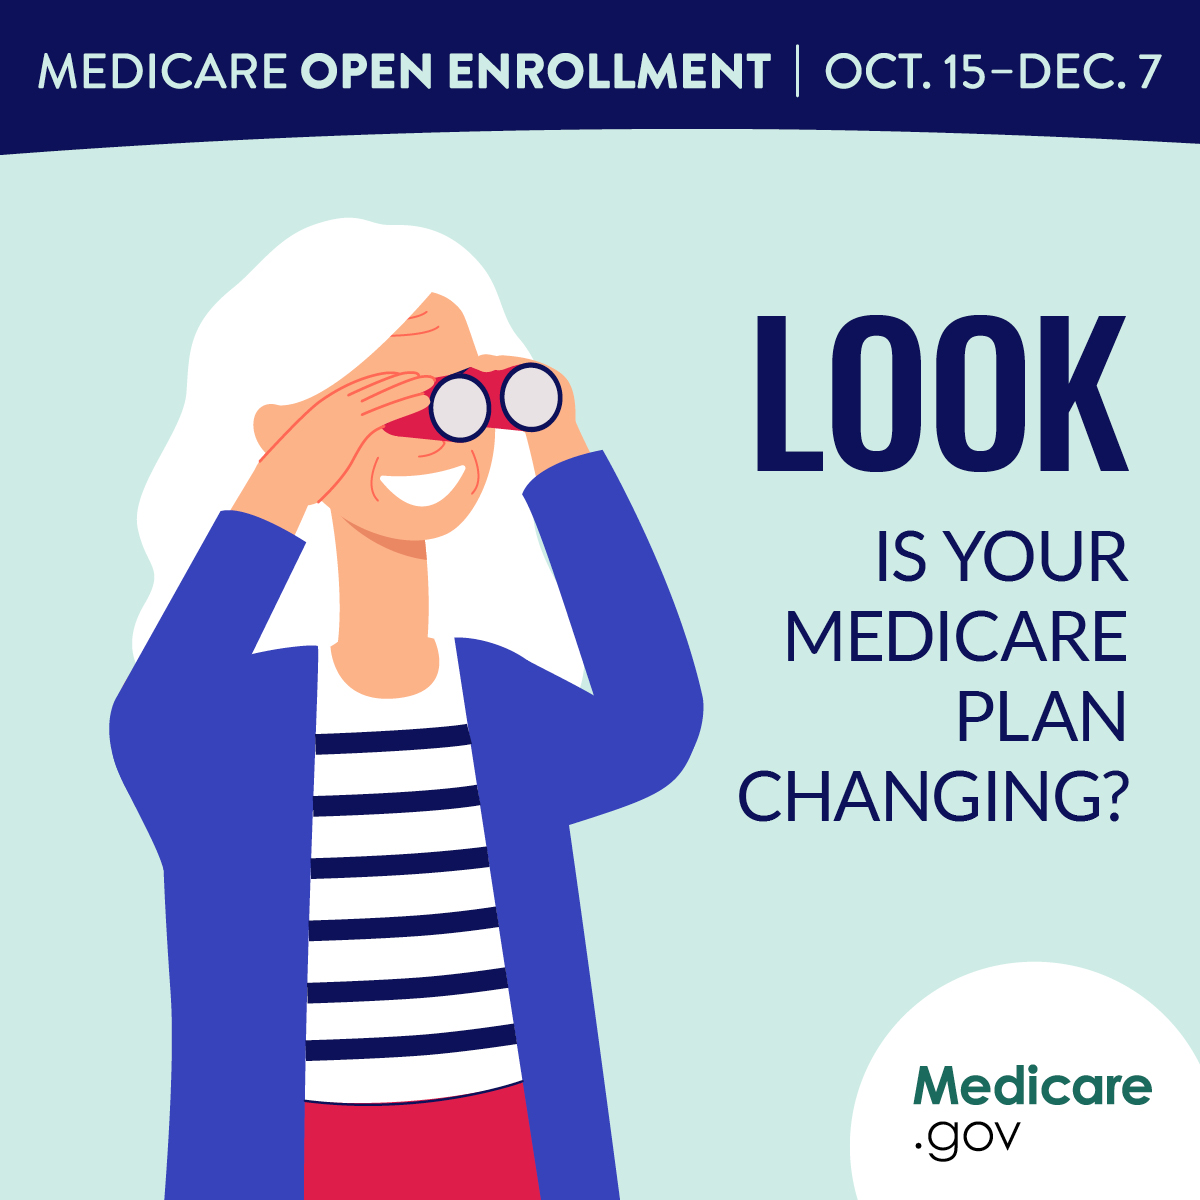 MEDICARE OPEN ENROLLMENT | OCT. 15–DEC. 7
LOOK
IS YOUR
MEDICARE
PLAN
CHANGING?
Medicare
.gov